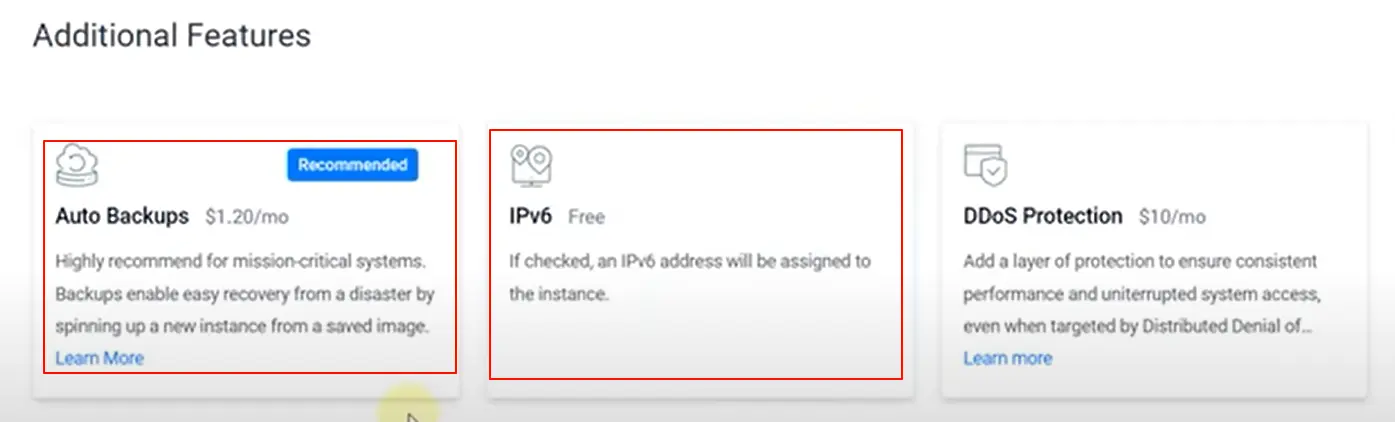 Additional Features
Recommended
Auto Backups $1.20/mo
Highly recommend for mission-critical systems.
Backups enable easy recovery from a disaster by
spinning up a new instance from a saved image.
Learn More
IPv6 Free
If checked, an IPv6 address will be assigned to
the instance.
DDoS Protection $10/mo
Add a layer of protection to ensure consistent
performance and uniterrupted system access,
even when targeted by Distributed Denial of...
Learn more